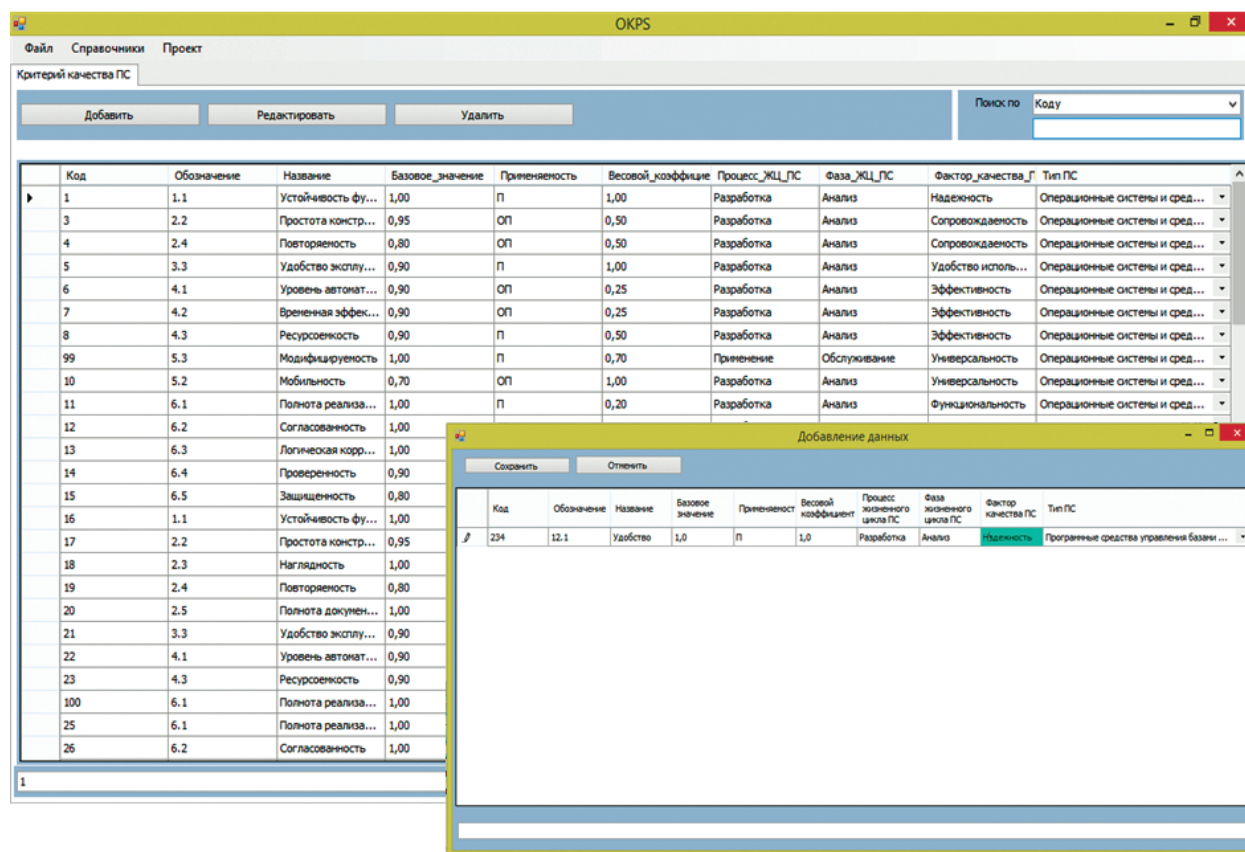 OKPS
Файл Справочники Проект
Критерий качества ПС
Добавить Редактировать Удалить Поиск по Коду
Код Обозначение Название Базовое_значение Применяемость Весовой_коэффицие Процесс_ЖЦ_ПС Фаза_ЖЦ_ПС Фактор_качества_П Тип ПС
1 1.1 Устойчивость фу... 1,00 П 1,00 Разработка Анализ Надежность Операционные системы и сред...
3 2.2 Простота констр... 0,95 ОП 0,50 Разработка Анализ Сопровождаемость Операционные системы и сред...
4 2.4 Повторяемость 0,80 ОП 0,50 Разработка Анализ Сопровождаемость Операционные системы и сред...
5 3.3 Удобство эксплу... 0,90 П 1,00 Разработка Анализ Удобство исполь... Операционные системы и сред...
6 4.1 Уровень автомат... 0,90 ОП 0,25 Разработка Анализ Эффективность Операционные системы и сред...
7 4.2 Временная эффек... 0,90 ОП 0,25 Разработка Анализ Эффективность Операционные системы и сред...
8 4.3 Ресурсоемкость 0,90 П 0,50 Разработка Анализ Эффективность Операционные системы и сред...
99 5.3 Модифицируемость 1,00 П 0,70 Применение Обслуживание Универсальность Операционные системы и сред...
10 5.2 Мобильность 0,70 ОП 1,00 Разработка Анализ Универсальность Операционные системы и сред...
11 6.1 Полнота реализа... 1,00 П 0,20 Разработка Анализ Функциональность Операционные системы и сред...
12 6.2 Согласованность 1,00
13 6.3 Логическая корр... 1,00
14 6.4 Проверенность 0,90
15 6.5 Защищенность 0,80
16 1.1 Устойчивость фу... 1,00
17 2.2 Простота констр... 0,95
18 2.3 Наглядность 1,00
19 2.4 Повторяемость 0,80
20 2.5 Полнота докумен... 1,00
21 3.3 Удобство эксплу... 0,90
22 4.1 Уровень автомат... 0,90
23 4.3 Ресурсоемкость 0,90
100 6.1 Полнота реализа... 1,00
25 6.1 Полнота реализа... 1,00
26 6.2 Согласованность 1,00
1
Добавление данных
Сохранить Отменить
Код Обозначение Название Базовое значение Применяемост Весовой коэффициент Процесс жизненного цикла ПС Фаза жизненного цикла ПС Фактор качества ПС Тип ПС
234 12.1 Удобство 1,0 П 1,0 Разработка Анализ Надежность Программные средства управления базами ...